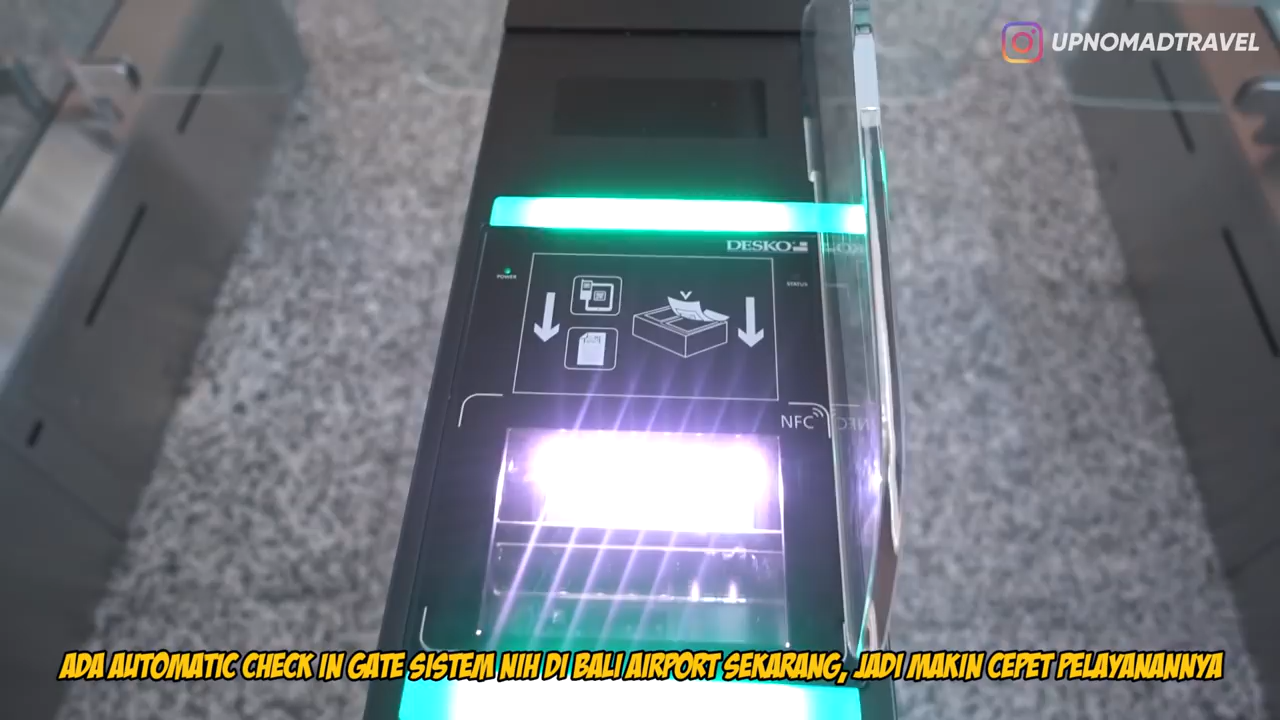 UPNOMADTRAVEL
DESKO
POWER
STATUS
NFC
ADA AUTOMATIC CHECK IN GATE SISTEM NIH DI BALI AIRPORT SEKARANG, JADI MAKIN CEPET PELAYANANNYA